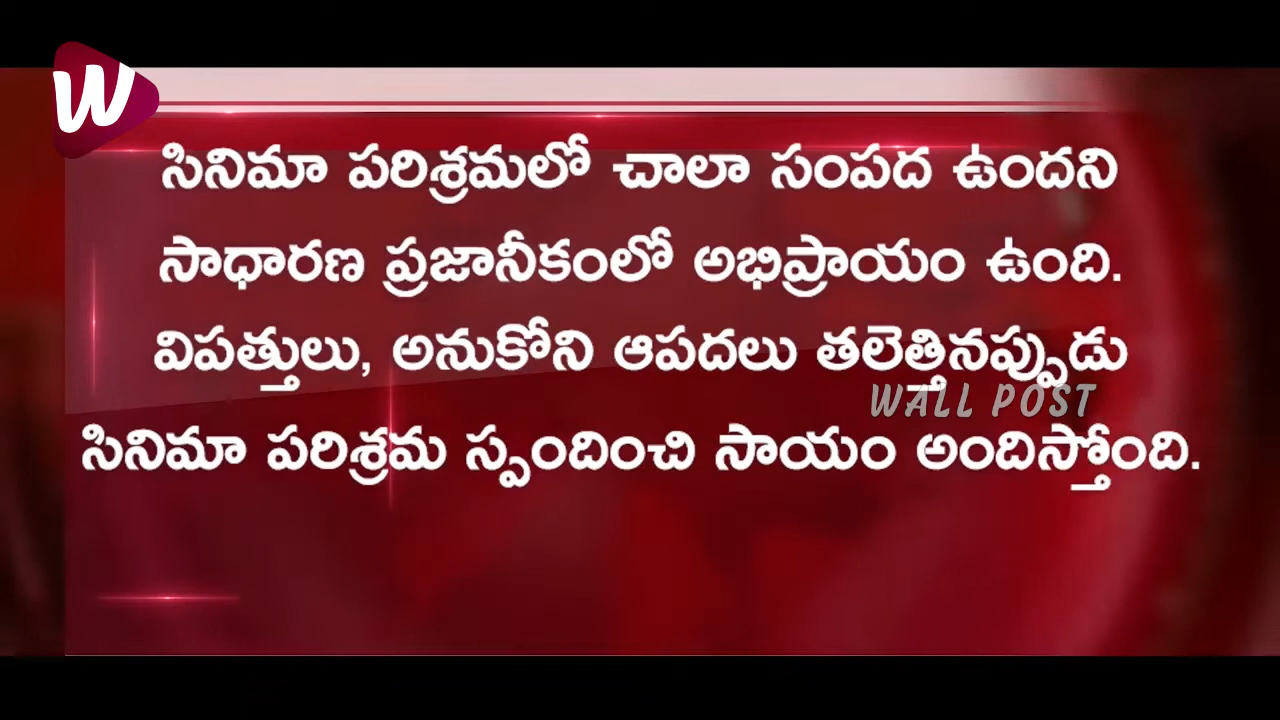 W
సినిమా పరిశ్రమలో చాలా సంపద ఉందని
సాధారణ ప్రజానీకంలో అభిప్రాయం ఉంది.
విపత్తులు, అనుకోని ఆపదలు తలెత్తినప్పుడు
WALL POST
సినిమా పరిశ్రమ స్పందించి సాయం అందిస్తోంది.